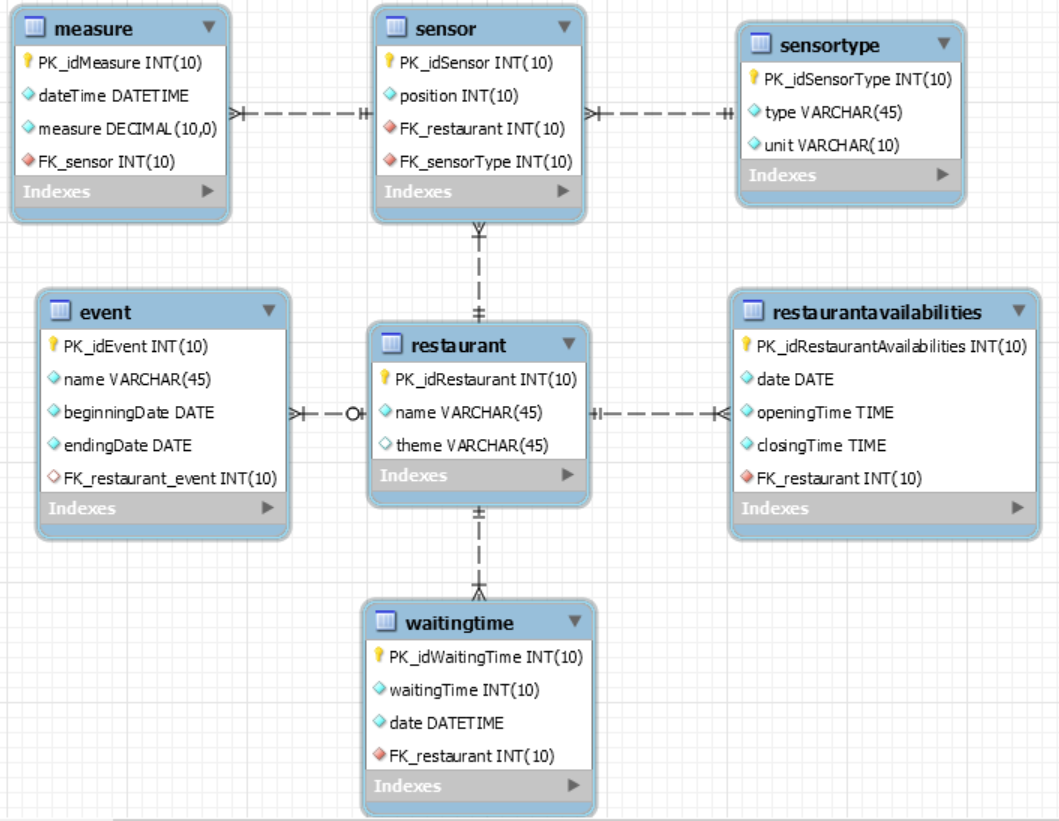 measure
PK_idMeasure INT(10)
dateTime DATETIME
measure DECIMAL(10,0)
FK_sensor INT(10)
Indexes
sensor
PK_idSensor INT(10)
position INT(10)
FK_restaurant INT(10)
FK_sensorType INT(10)
Indexes
sensortype
PK_idSensorType INT(10)
type VARCHAR(45)
unit VARCHAR(10)
Indexes
event
PK_idEvent INT(10)
name VARCHAR(45)
beginningDate DATE
endingDate DATE
FK_restaurant_event INT(10)
Indexes
restaurant
PK_idRestaurant INT(10)
name VARCHAR(45)
theme VARCHAR(45)
Indexes
restaurantavailabilities
PK_idRestaurantAvailabilities INT(10)
date DATE
openingTime TIME
closingTime TIME
FK_restaurant INT(10)
Indexes
waitingtime
PK_idWaitingTime INT(10)
waitingTime INT(10)
date DATETIME
FK_restaurant INT(10)
Indexes